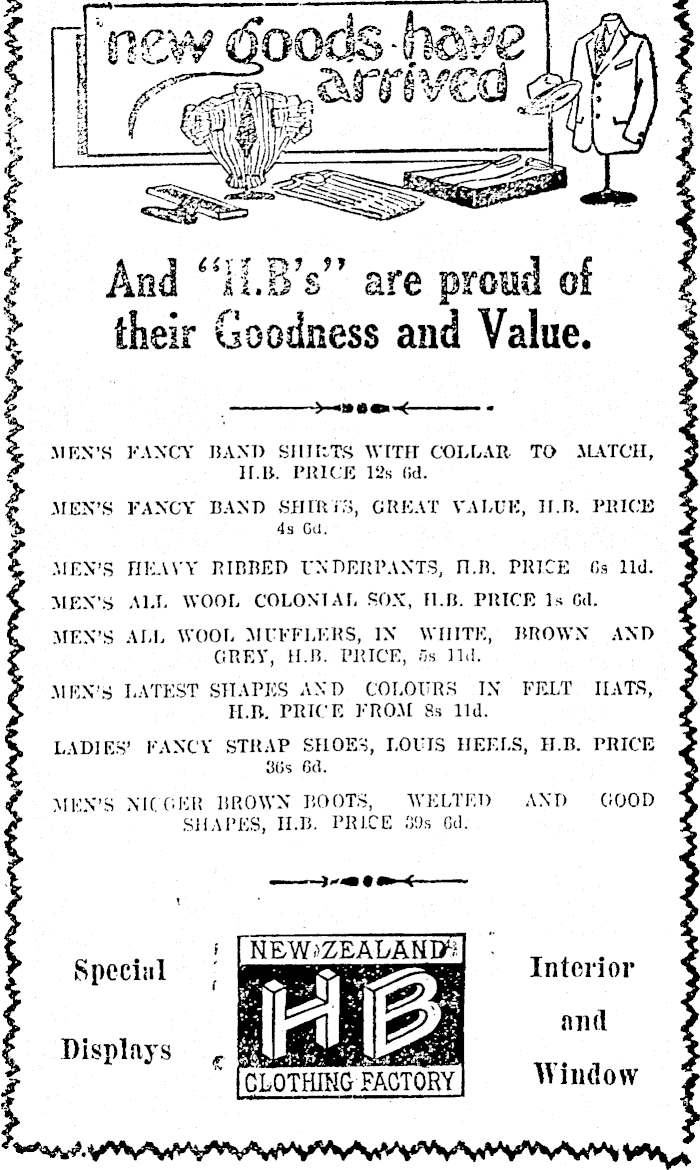 new goods have
arrived
And "H.B's" are proud of
their Goodness and Value.
MEN'S FANCY BAND SHIRTS WITH COLLAR TO MATCH,
H.B. PRICE 12s 6d.
MEN'S FANCY BAND SHIRTS, GREAT VALUE, H.B. PRICE
4s 6d.
MEN'S HEAVY RIBBED UNDERPANTS, H.B. PRICE 6s 11d.
MEN'S ALL WOOL COLONIAL SOX, H.B. PRICE 1s 6d.
MEN'S ALL WOOL MUFFLERS, IN WHITE, BROWN AND
GREY, H.B. PRICE, 5s 11d.
MEN'S LATEST SHAPES AND COLOURS IN FELT HATS,
H.B. PRICE FROM 8s 11d.
LADIES' FANCY STRAP SHOES, LOUIS HEELS, H.B. PRICE
36s 6d.
MEN'S NIGGER BROWN BOOTS, WELTED AND GOOD
SHAPES, H.B. PRICE 39s 6d.
Special
Displays
NEW ZEALAND
HB
CLOTHING FACTORY
Interior
and
Window